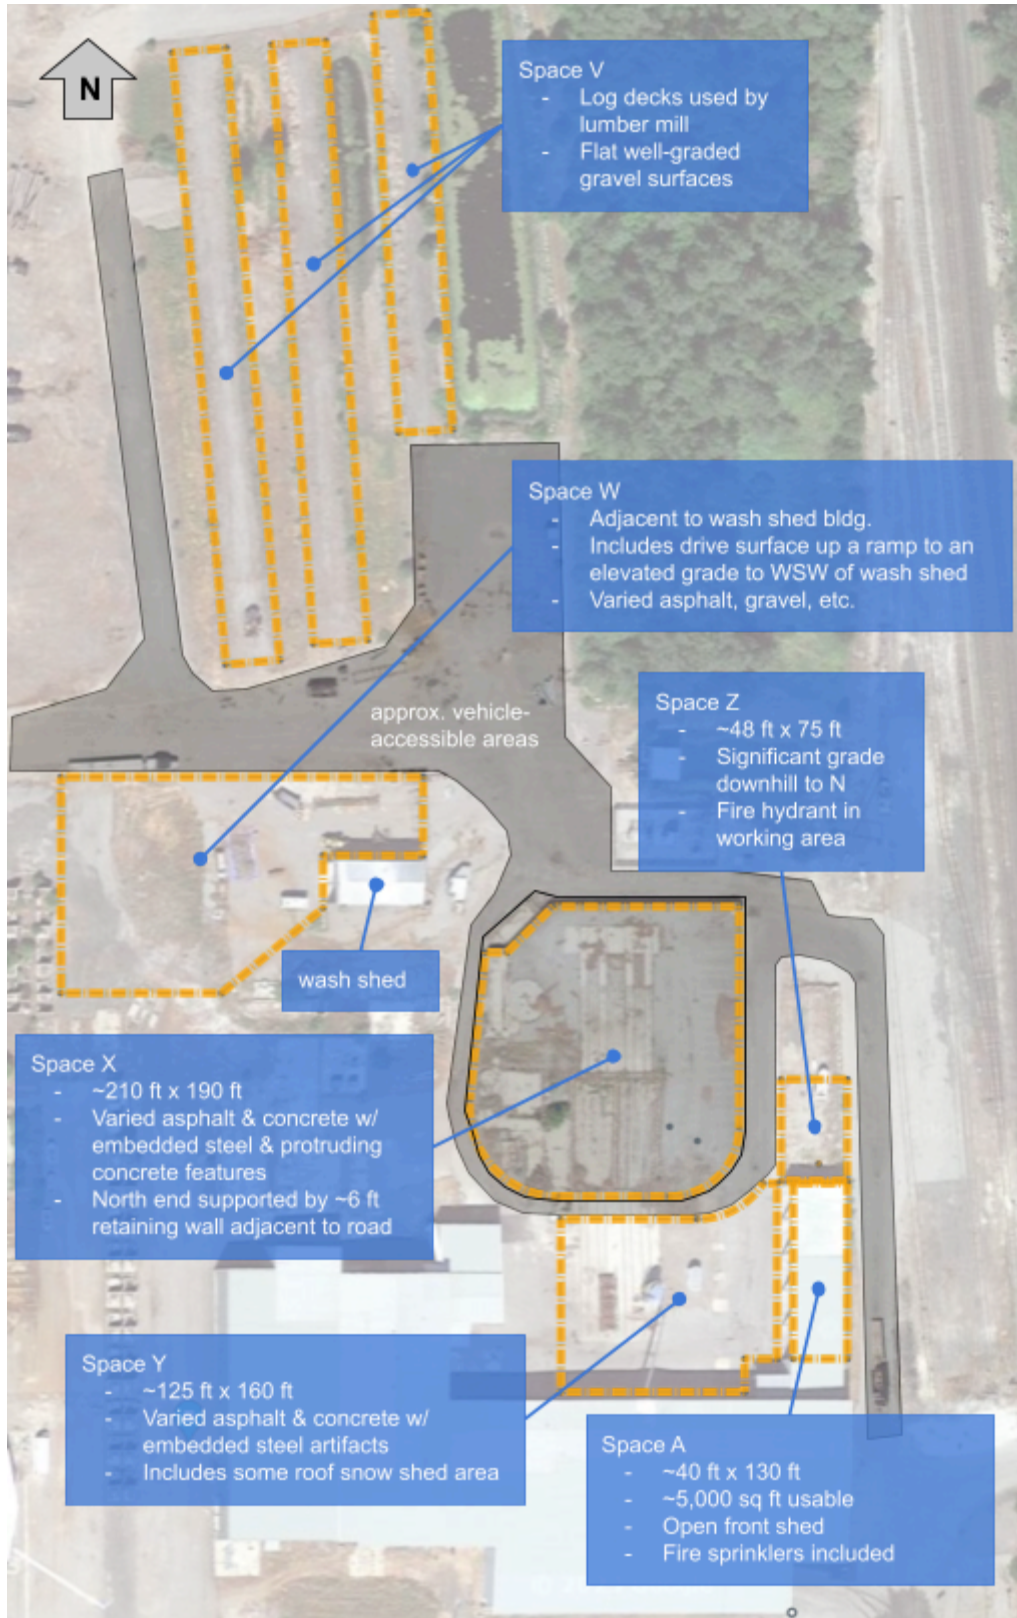 N
Space V
- Log decks used by
lumber mill
- Flat well-graded
gravel surfaces
Space W
- Adjacent to wash shed bldg.
- Includes drive surface up a ramp to an
elevated grade to WSW of wash shed
- Varied asphalt, gravel, etc.
approx. vehicle-
accessible areas
Space Z
- ~48 ft x 75 ft
- Significant grade
downhill to N
- Fire hydrant in
working area
wash shed
Space X
- ~210 ft x 190 ft
- Varied asphalt & concrete w/
embedded steel & protruding
concrete features
- North end supported by ~6 ft
retaining wall adjacent to road
Space Y
- ~125 ft x 160 ft
- Varied asphalt & concrete w/
embedded steel artifacts
- Includes some roof snow shed area
Space A
- ~40 ft x 130 ft
- ~5,000 sq ft usable
- Open front shed
- Fire sprinklers included